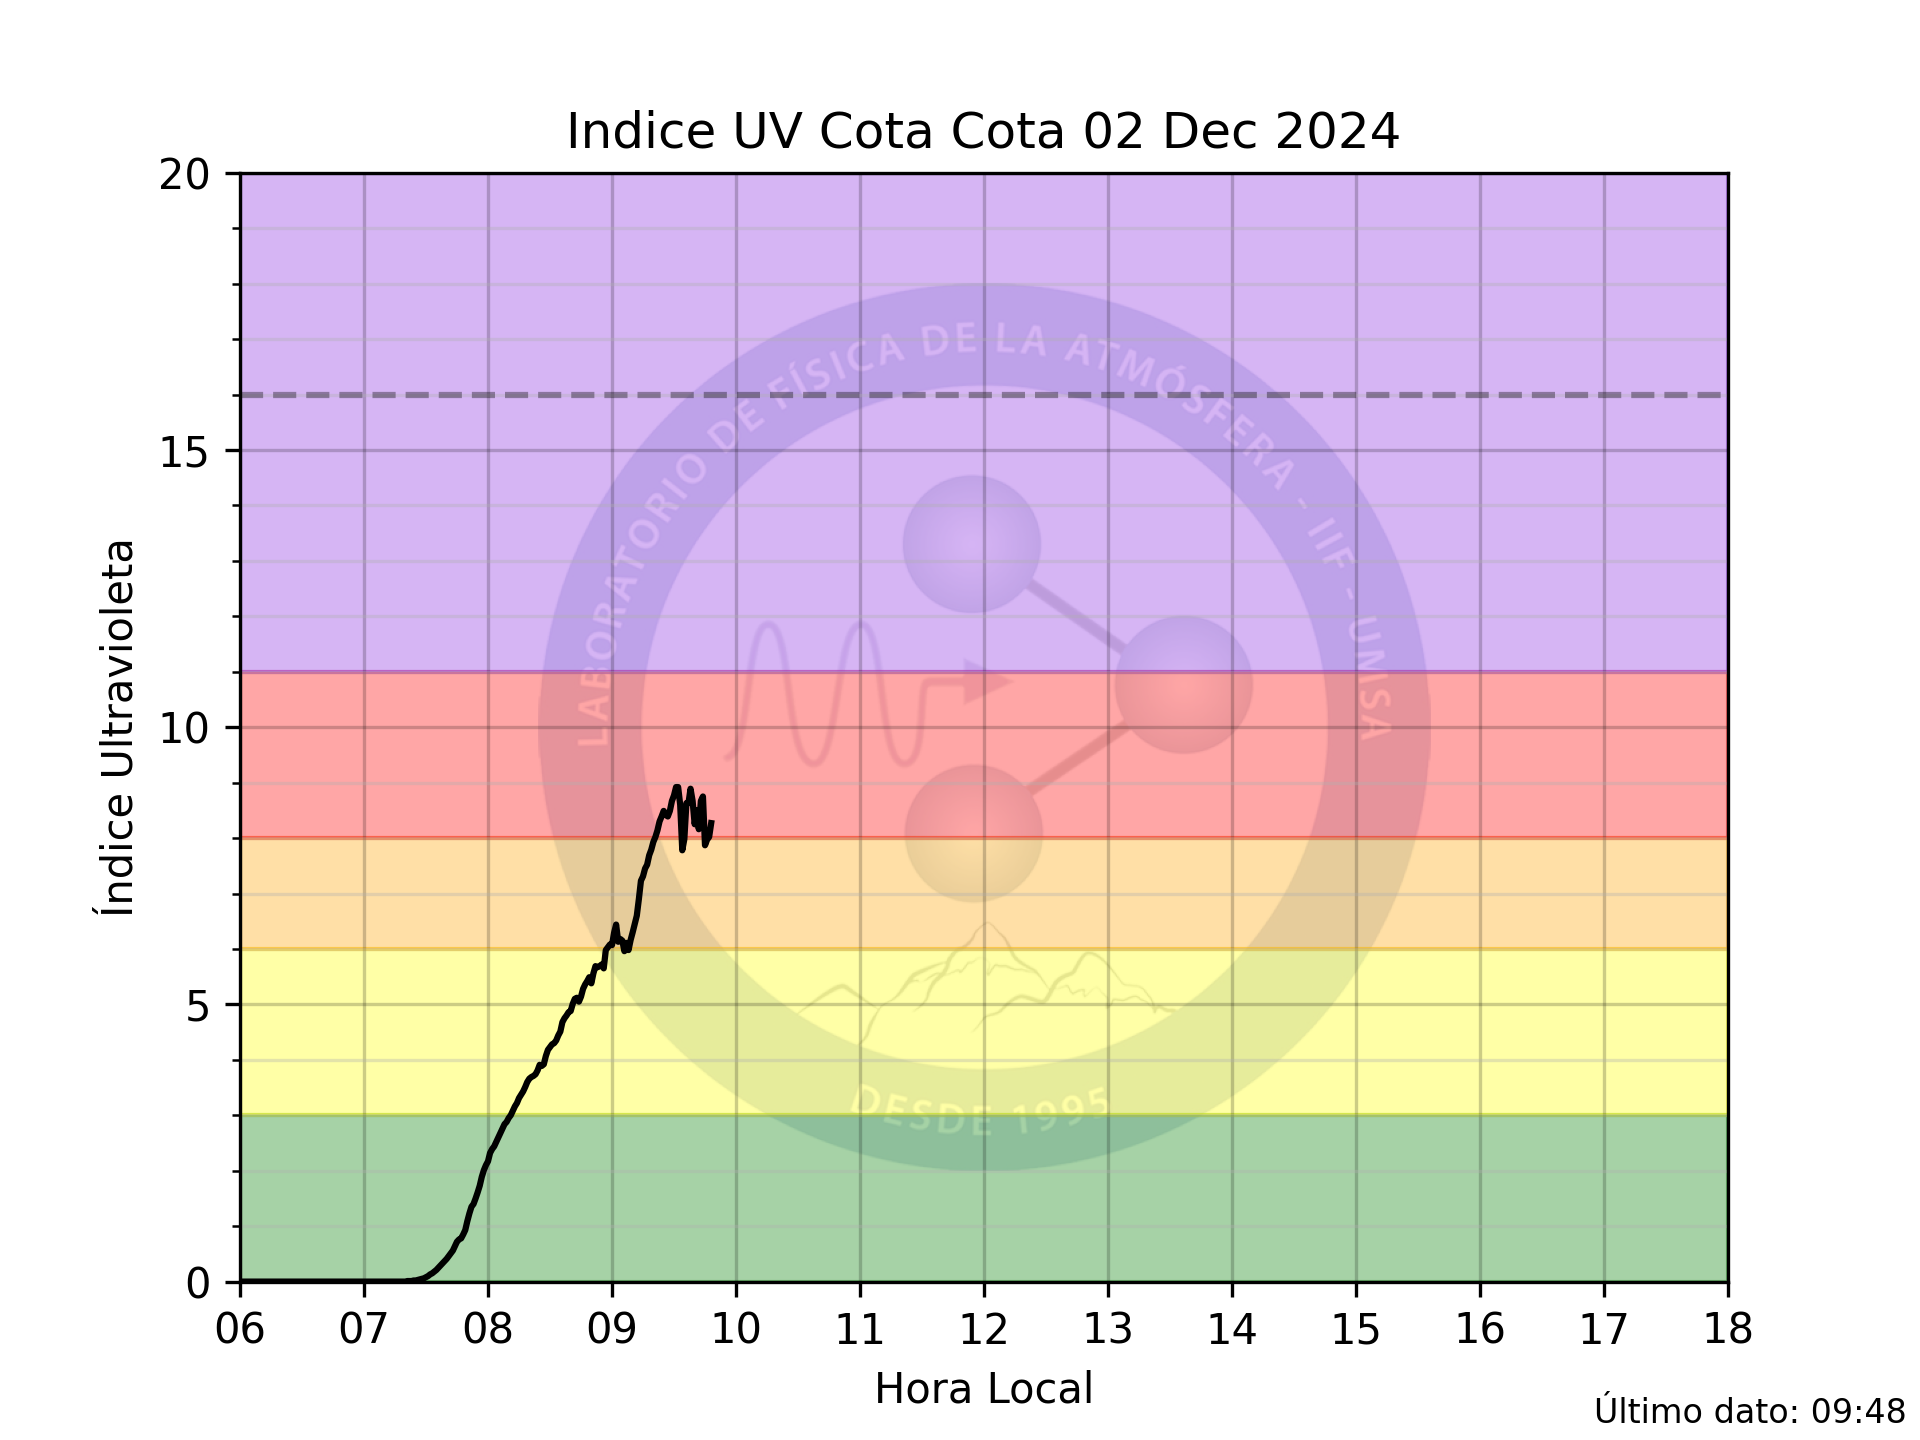 Indice UV Cota Cota 02 Dec 2024
20
15
10
5
0
Índice Ultravioleta
LABORATORIO DE FÍSICA DE LA ATMÓSFERA - IIF - UMSA
DESDE 1995
06 07 08 09 10 11 12 13 14 15 16 17 18
Hora Local
Último dato: 09:48